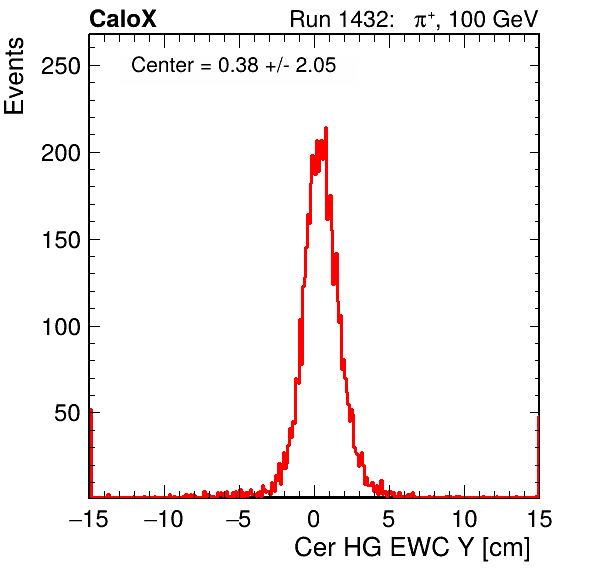 CaloX Run 1432: π⁺, 100 GeV
Center = 0.38 +/- 2.05
Events
250
200
150
100
50
−15 −10 −5 0 5 10 15
Cer HG EWC Y [cm]